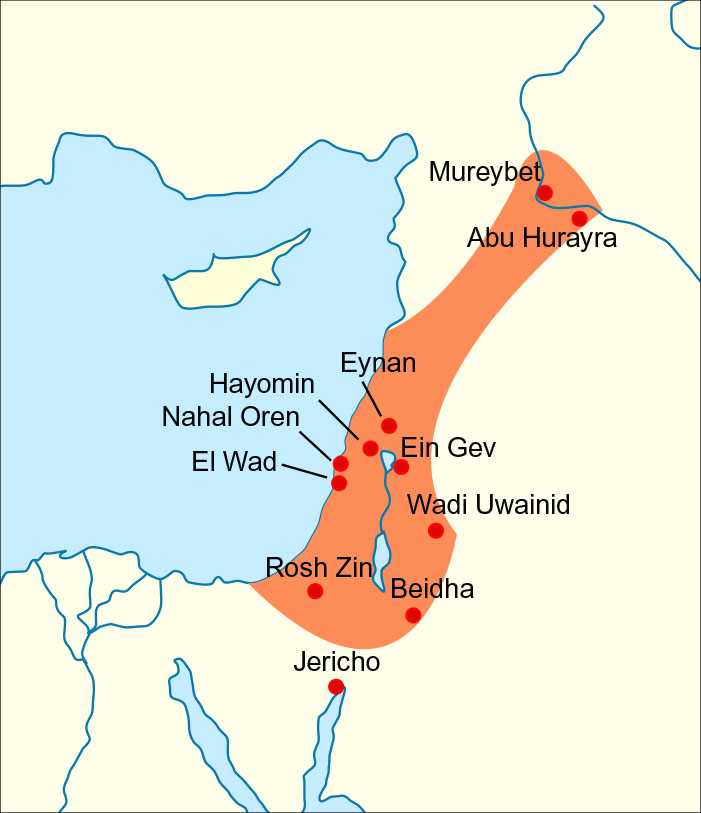 Mureybet
Abu Hurayra
Eynan
Hayomin
Nahal Oren
Ein Gev
El Wad
Wadi Uwainid
Rosh Zin
Beidha
Jericho